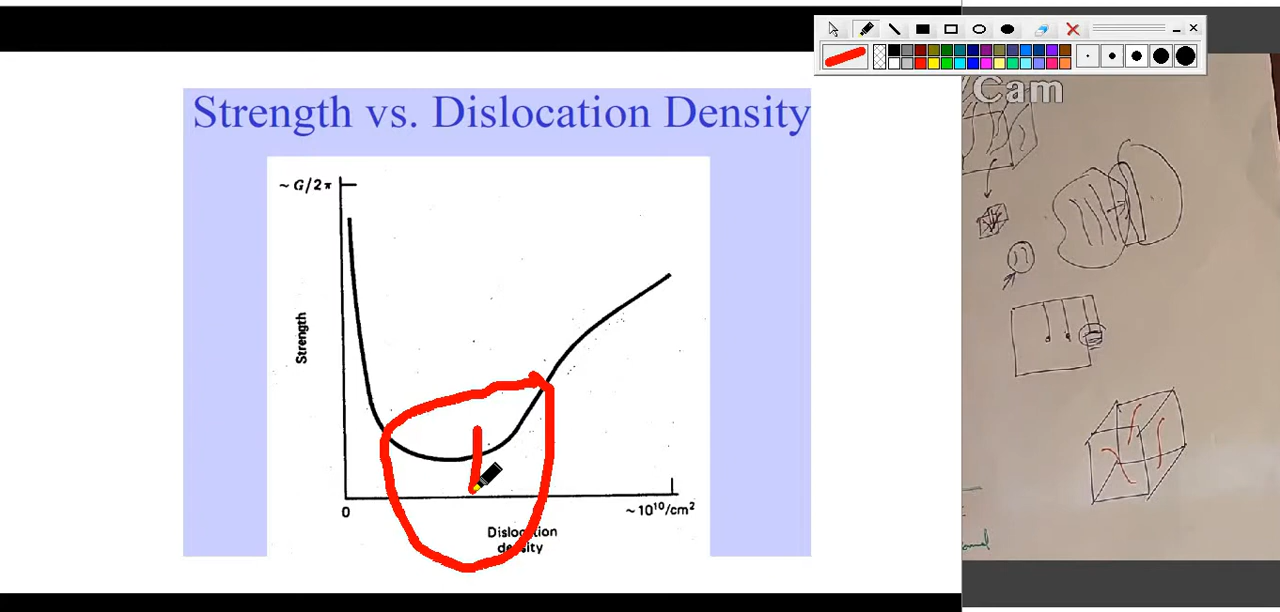 Cam
Strength vs. Dislocation Density
~ G/2π
Strength
0
~10¹⁰/cm²
Dislocation
density